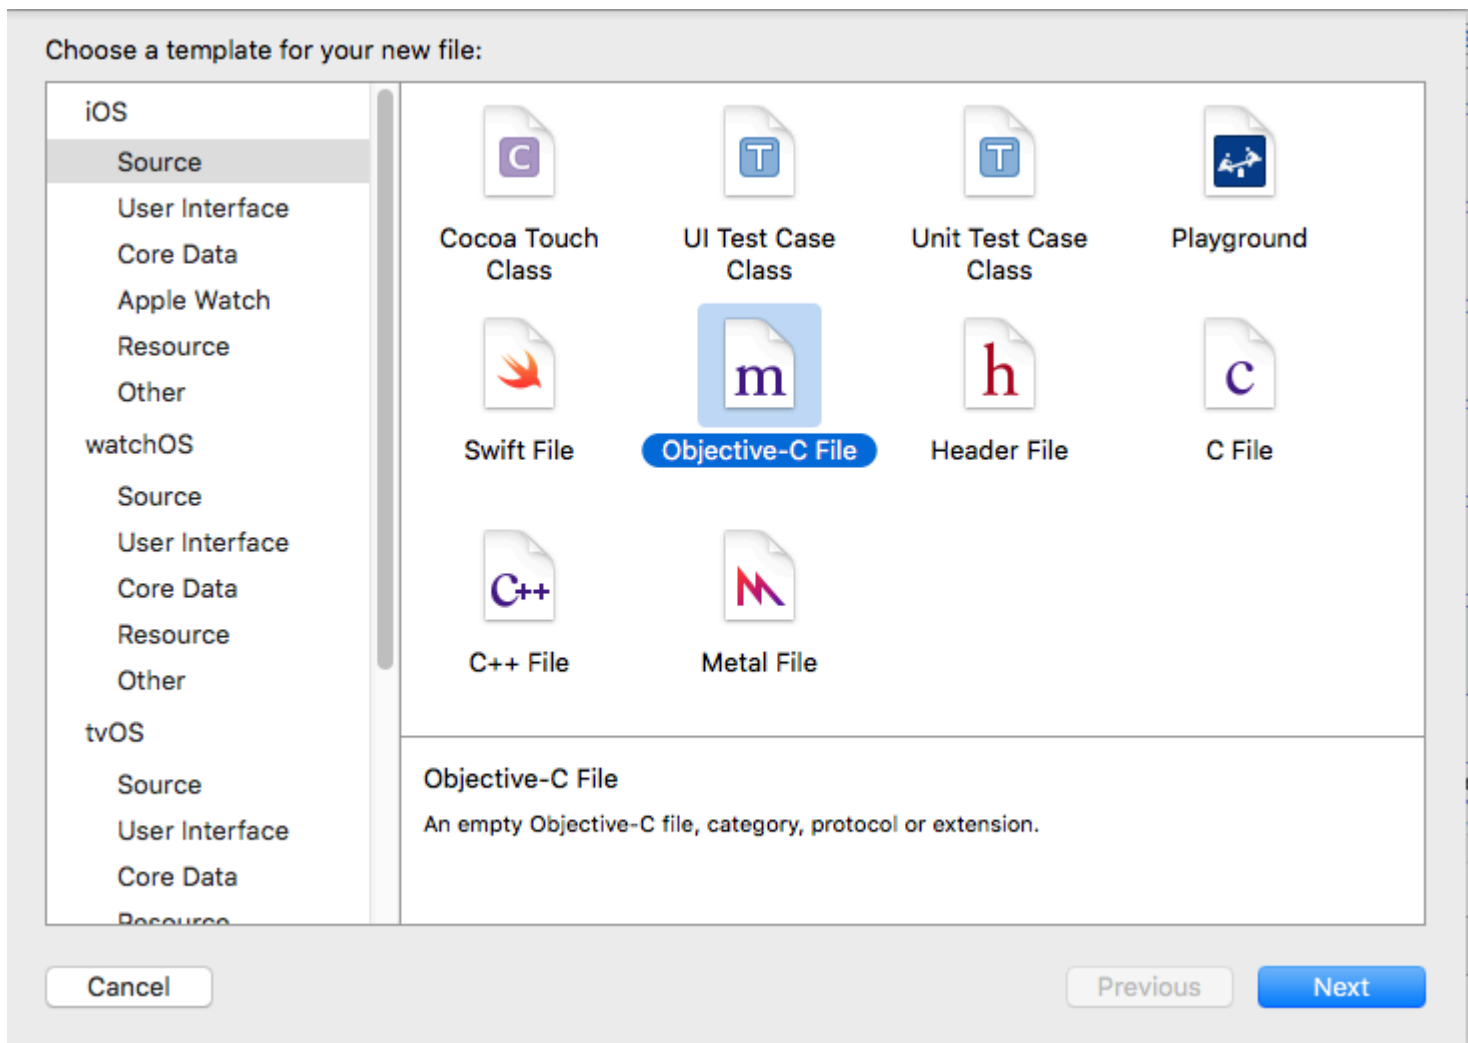 Choose a template for your new file:
iOS
Source
User Interface
Core Data
Apple Watch
Resource
Other
watchOS
Source
User Interface
Core Data
Resource
Other
tvOS
Source
User Interface
Core Data
Resource
C
T
T
Cocoa Touch
Class
UI Test Case
Class
Unit Test Case
Class
Playground
m
h
c
Swift File
Objective-C File
Header File
C File
C++
C++ File
Metal File
Objective-C File
An empty Objective-C file, category, protocol or extension.
Cancel
Previous
Next